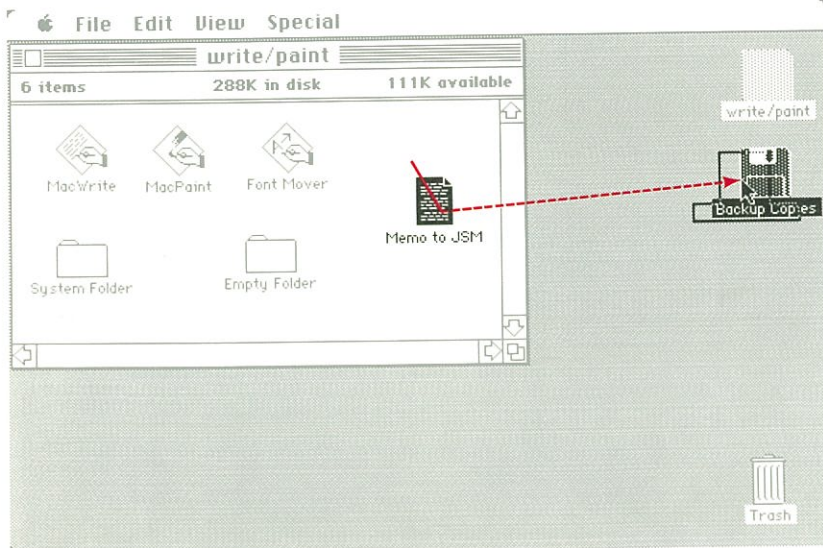 File Edit View Special
write/paint
6 items 288K in disk 111K available
write/paint
MacWrite MacPaint Font Mover
Backup Copies
Memo to JSM
System Folder Empty Folder
Trash